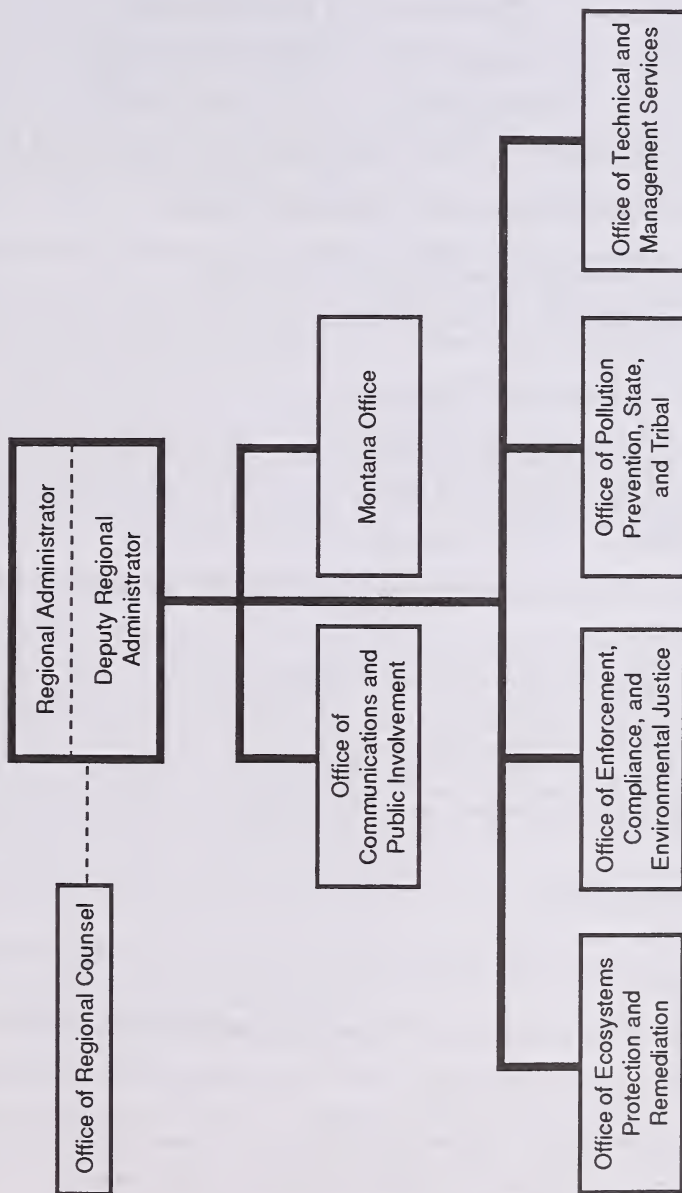 Regional Administrator
Deputy Regional
Administrator
Office of Regional Counsel
Office of
Communications and
Public Involvement
Montana Office
Office of Ecosystems
Protection and
Remediation
Office of Enforcement,
Compliance, and
Environmental Justice
Office of Pollution
Prevention, State,
and Tribal
Office of Technical and
Management Services